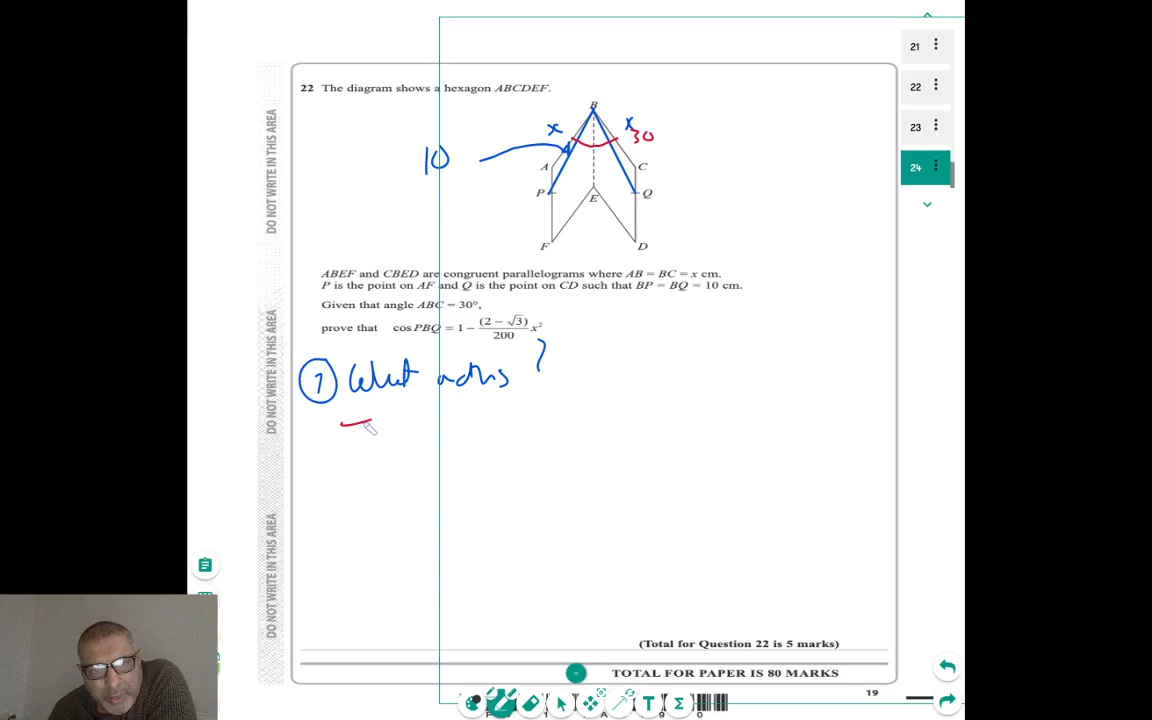 21
22
23
24
DO NOT WRITE IN THIS AREA
DO NOT WRITE IN THIS AREA
DO NOT WRITE IN THIS AREA
22 The diagram shows a hexagon ABCDEF.
B
x x
30
10
A C
P Q
E
F D
ABEF and CBED are congruent parallelograms where AB = BC = x cm.
P is the point on AF and Q is the point on CD such that BP = BQ = 10 cm.
Given that angle ABC = 30°,
prove that cos PBQ = 1 − (2 − √3)/200 x²
① What
?
(Total for Question 22 is 5 marks)
TOTAL FOR PAPER IS 80 MARKS
19
T Σ